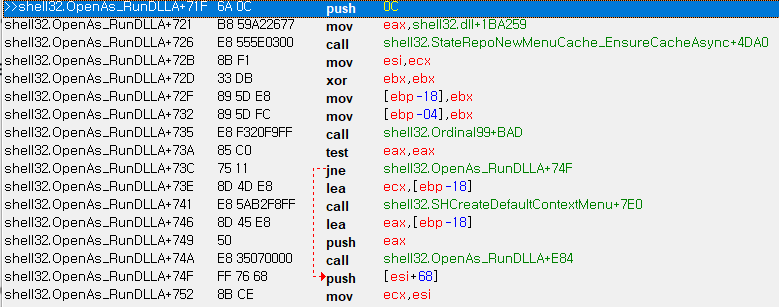 >>shell32.OpenAs_RunDLLA+71F 6A 0C push 0C
shell32.OpenAs_RunDLLA+721 B8 59A22677 mov eax,shell32.dll+1BA259
shell32.OpenAs_RunDLLA+726 E8 555E0300 call shell32.StateRepoNewMenuCache_EnsureCacheAsync+4DA0
shell32.OpenAs_RunDLLA+72B 8B F1 mov esi,ecx
shell32.OpenAs_RunDLLA+72D 33 DB xor ebx,ebx
shell32.OpenAs_RunDLLA+72F 89 5D E8 mov [ebp-18],ebx
shell32.OpenAs_RunDLLA+732 89 5D FC mov [ebp-04],ebx
shell32.OpenAs_RunDLLA+735 E8 F320F9FF call shell32.Ordinal99+BAD
shell32.OpenAs_RunDLLA+73A 85 C0 test eax,eax
shell32.OpenAs_RunDLLA+73C 75 11 jne shell32.OpenAs_RunDLLA+74F
shell32.OpenAs_RunDLLA+73E 8D 4D E8 lea ecx,[ebp-18]
shell32.OpenAs_RunDLLA+741 E8 5AB2F8FF call shell32.SHCreateDefaultContextMenu+7E0
shell32.OpenAs_RunDLLA+746 8D 45 E8 lea eax,[ebp-18]
shell32.OpenAs_RunDLLA+749 50 push eax
shell32.OpenAs_RunDLLA+74A E8 35070000 call shell32.OpenAs_RunDLLA+E84
shell32.OpenAs_RunDLLA+74F FF 76 68 push [esi+68]
shell32.OpenAs_RunDLLA+752 8B CE mov ecx,esi